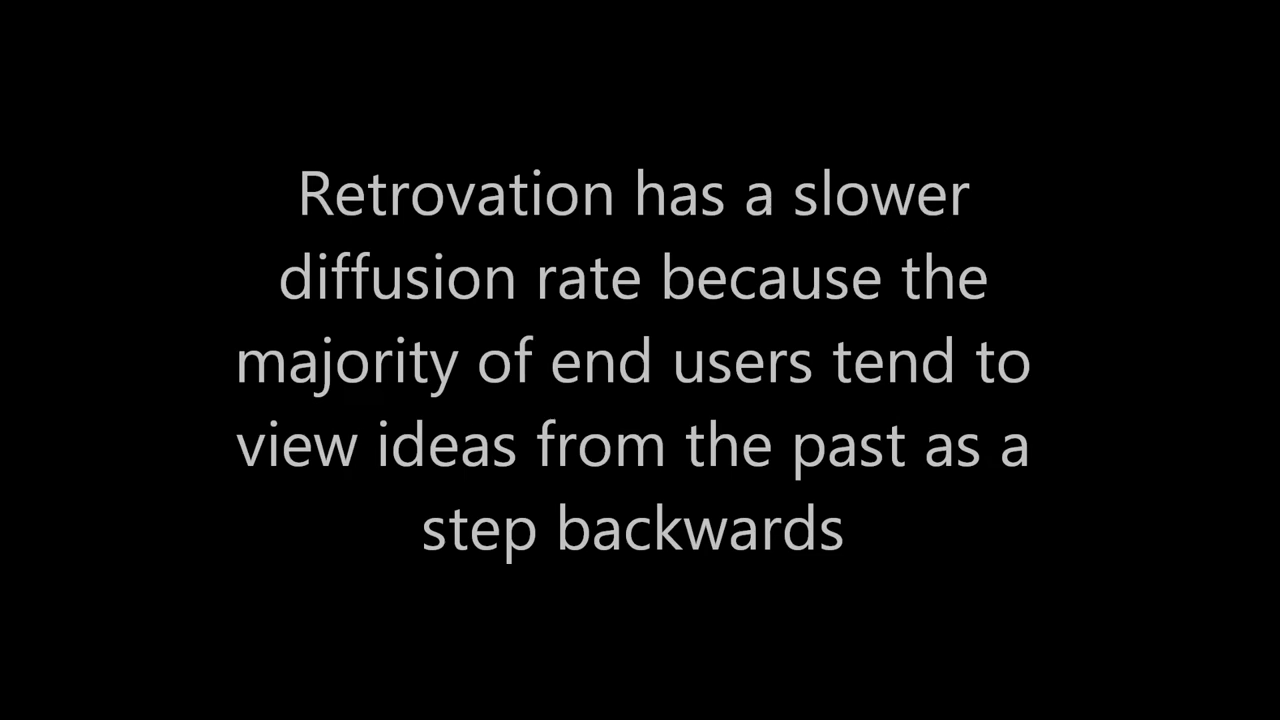 Retrovation has a slower
diffusion rate because the
majority of end users tend to
view ideas from the past as a
step backwards